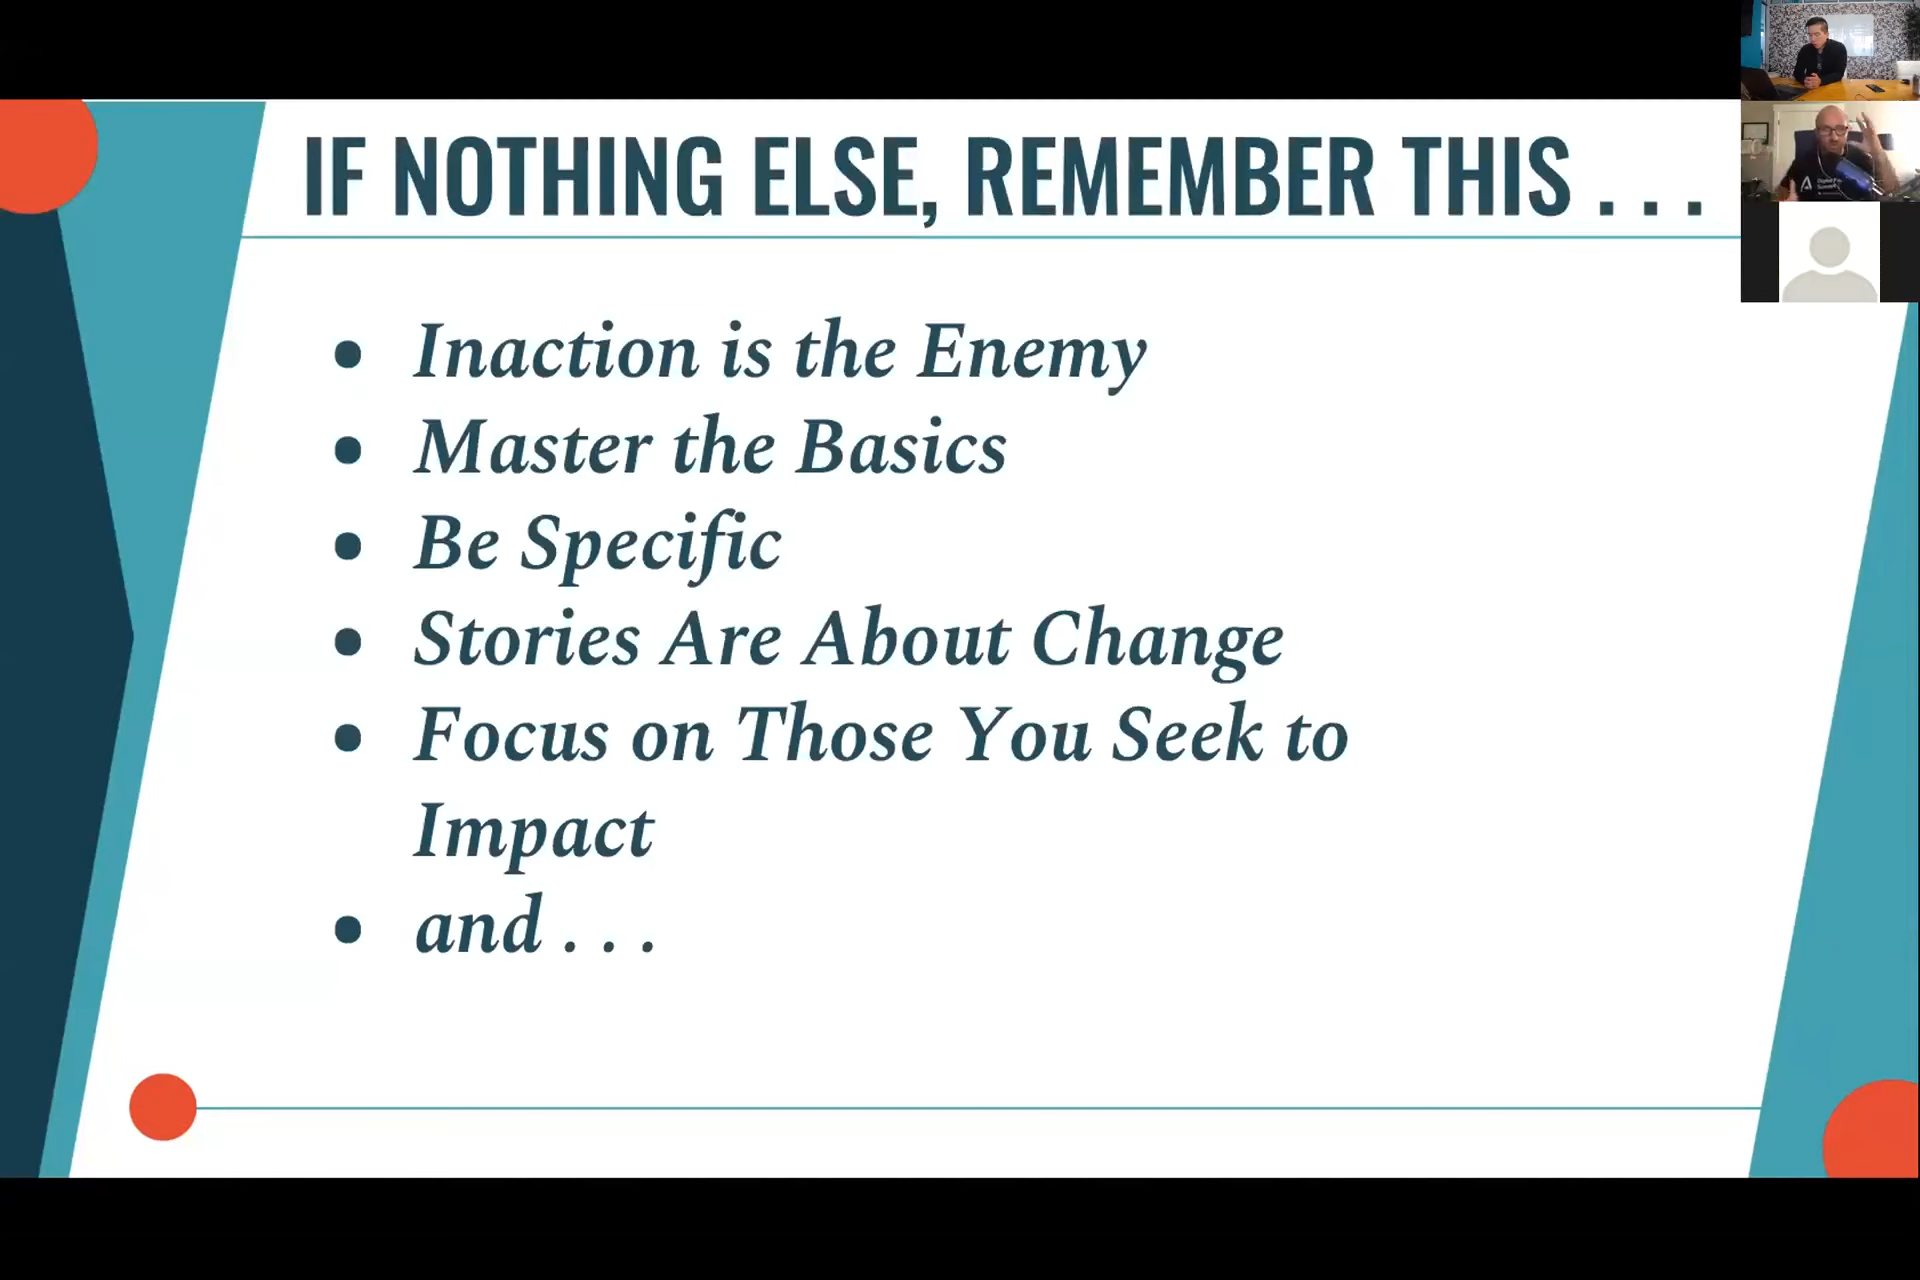 IF NOTHING ELSE, REMEMBER THIS . . .
• Inaction is the Enemy
• Master the Basics
• Be Specific
• Stories Are About Change
• Focus on Those You Seek to
Impact
• and . . .